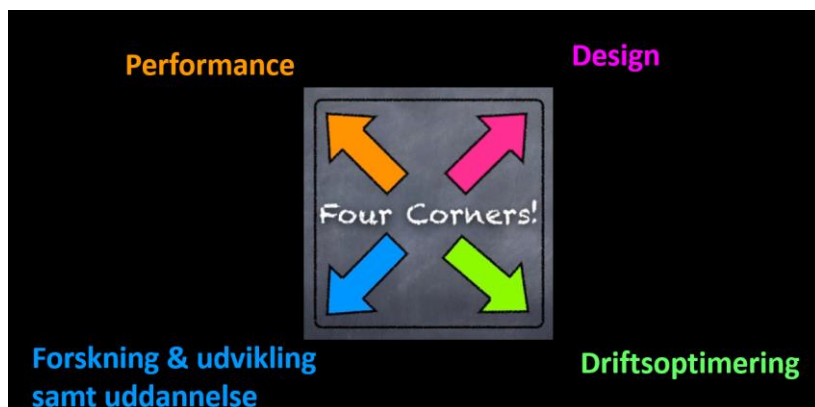 Performance
Design
Four Corners!
Forskning & udvikling
samt uddannelse
Driftsoptimering